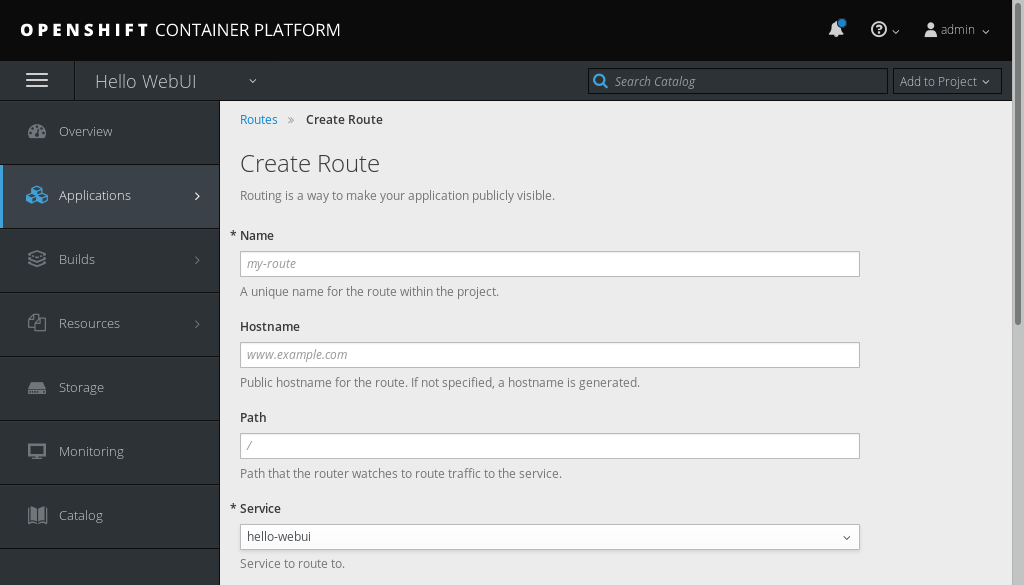 OPENSHIFT CONTAINER PLATFORM
admin
Hello WebUI
Search Catalog
Add to Project
Overview
Applications
Builds
Resources
Storage
Monitoring
Catalog
Routes » Create Route
Create Route
Routing is a way to make your application publicly visible.
* Name
my-route
A unique name for the route within the project.
Hostname
www.example.com
Public hostname for the route. If not specified, a hostname is generated.
Path
/
Path that the router watches to route traffic to the service.
* Service
hello-webui
Service to route to.